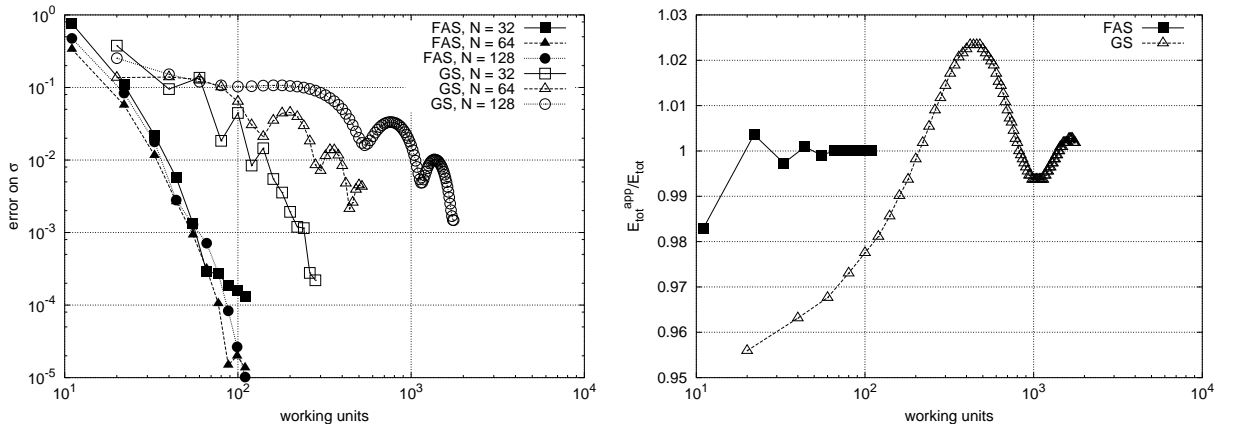 10^0
10^-1
10^-2
10^-3
10^-4
10^-5
10^1
10^2
10^3
10^4
error on σ
working units
FAS, N = 32
FAS, N = 64
FAS, N = 128
GS, N = 32
GS, N = 64
GS, N = 128
1.03
1.02
1.01
1
0.99
0.98
0.97
0.96
0.95
10^1
10^2
10^3
10^4
E_tot^app/E_tot
working units
FAS
GS